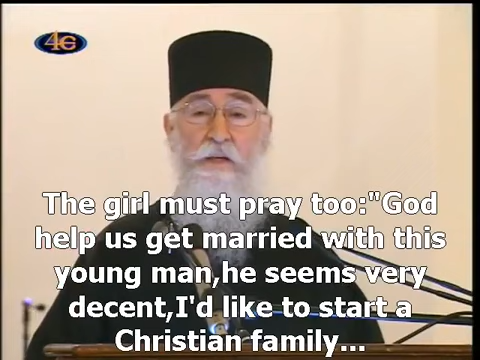 4G
The girl must pray too:"God
help us get married with this
young man,he seems very
decent,I'd like to start a
Christian family...